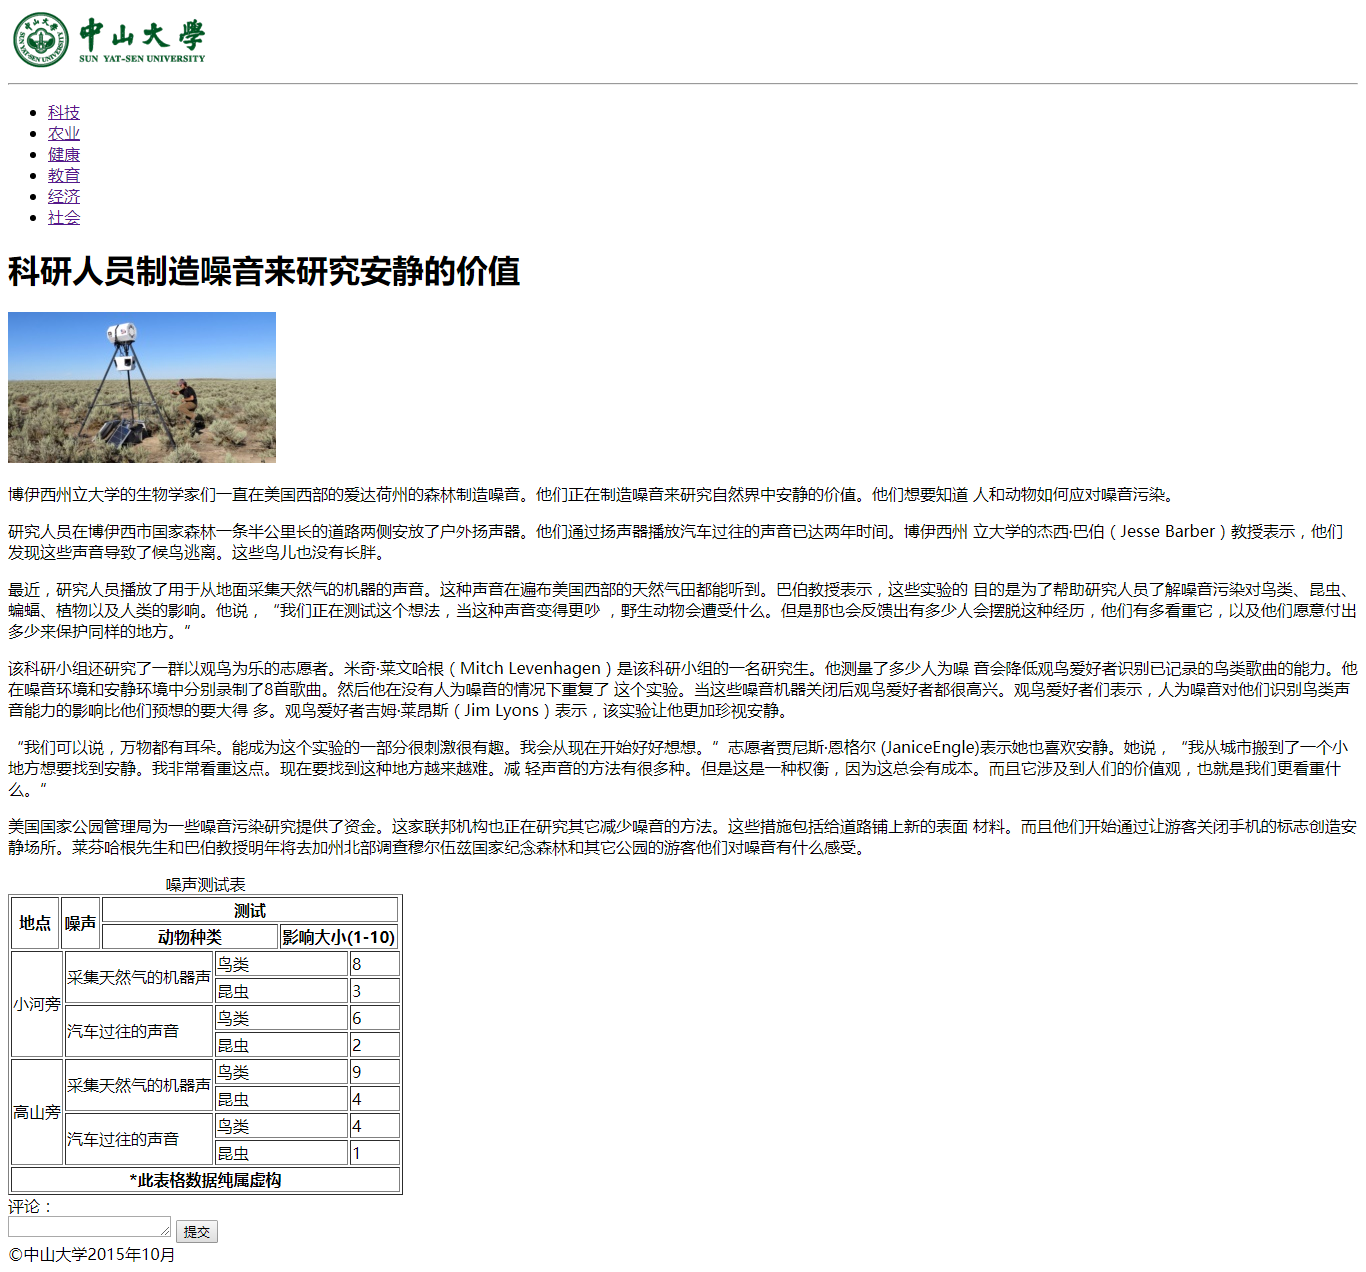 中山大學
SUN YAT-SEN UNIVERSITY
科技
农业
健康
教育
经济
社会
科研人员制造噪音来研究安静的价值
博伊西州立大学的生物学家们一直在美国西部的爱达荷州的森林制造噪音。他们正在制造噪音来研究自然界中安静的价值。他们想要知道 人和动物如何应对噪音污染。
研究人员在博伊西市国家森林一条半公里长的道路两侧安放了户外扬声器。他们通过扬声器播放汽车过往的声音已达两年时间。博伊西州 立大学的杰西·巴伯（Jesse Barber）教授表示，他们
发现这些声音导致了候鸟逃离。这些鸟儿也没有长胖。
最近，研究人员播放了用于从地面采集天然气的机器的声音。这种声音在遍布美国西部的天然气田都能听到。巴伯教授表示，这些实验的 目的是为了帮助研究人员了解噪音污染对鸟类、昆虫、
蝙蝠、植物以及人类的影响。他说，“我们正在测试这个想法，当这种声音变得更吵 ，野生动物会遭受什么。但是那也会反馈出有多少人会摆脱这种经历，他们有多看重它，以及他们愿意付出
多少来保护同样的地方。”
该科研小组还研究了一群以观鸟为乐的志愿者。米奇·莱文哈根（Mitch Levenhagen）是该科研小组的一名研究生。他测量了多少人为噪 音会降低观鸟爱好者识别已记录的鸟类歌曲的能力。他
在噪音环境和安静环境中分别录制了8首歌曲。然后他在没有人为噪音的情况下重复了 这个实验。当这些噪音机器关闭后观鸟爱好者都很高兴。观鸟爱好者们表示，人为噪音对他们识别鸟类声
音能力的影响比他们预想的要大得 多。观鸟爱好者吉姆·莱昂斯（Jim Lyons）表示，该实验让他更加珍视安静。
“我们可以说，万物都有耳朵。能成为这个实验的一部分很刺激很有趣。我会从现在开始好好想想。”志愿者贾尼斯·恩格尔 (JaniceEngle)表示她也喜欢安静。她说，“我从城市搬到了一个小
地方想要找到安静。我非常看重这点。现在要找到这种地方越来越难。减 轻声音的方法有很多种。但是这是一种权衡，因为这总会有成本。而且它涉及到人们的价值观，也就是我们更看重什
么。“
美国国家公园管理局为一些噪音污染研究提供了资金。这家联邦机构也正在研究其它减少噪音的方法。这些措施包括给道路铺上新的表面 材料。而且他们开始通过让游客关闭手机的标志创造安
静场所。莱芬哈根先生和巴伯教授明年将去加州北部调查穆尔伍兹国家纪念森林和其它公园的游客他们对噪音有什么感受。
噪声测试表
地点 噪声 测试
动物种类 影响大小(1-10)
小河旁 采集天然气的机器声 鸟类 8
昆虫 3
汽车过往的声音 鸟类 6
昆虫 2
高山旁 采集天然气的机器声 鸟类 9
昆虫 4
汽车过往的声音 鸟类 4
昆虫 1
*此表格数据纯属虚构
评论：
提交
©中山大学2015年10月